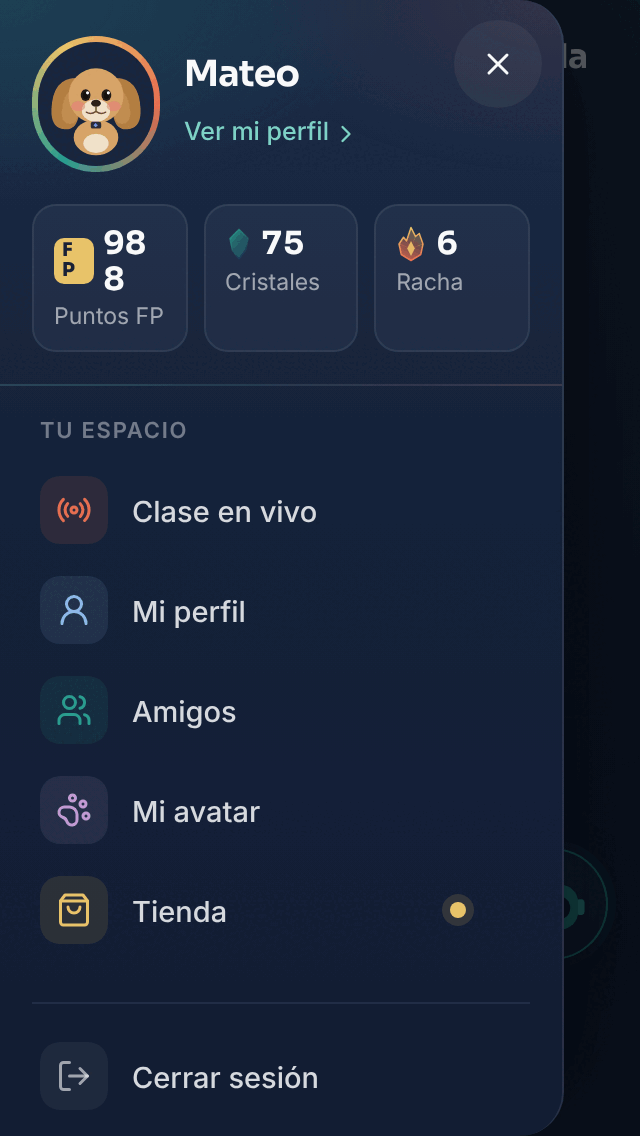 Mateo
Ver mi perfil
F
P
98
8
Puntos FP
75
Cristales
6
Racha
TU ESPACIO
Clase en vivo
Mi perfil
Amigos
Mi avatar
Tienda
Cerrar sesión